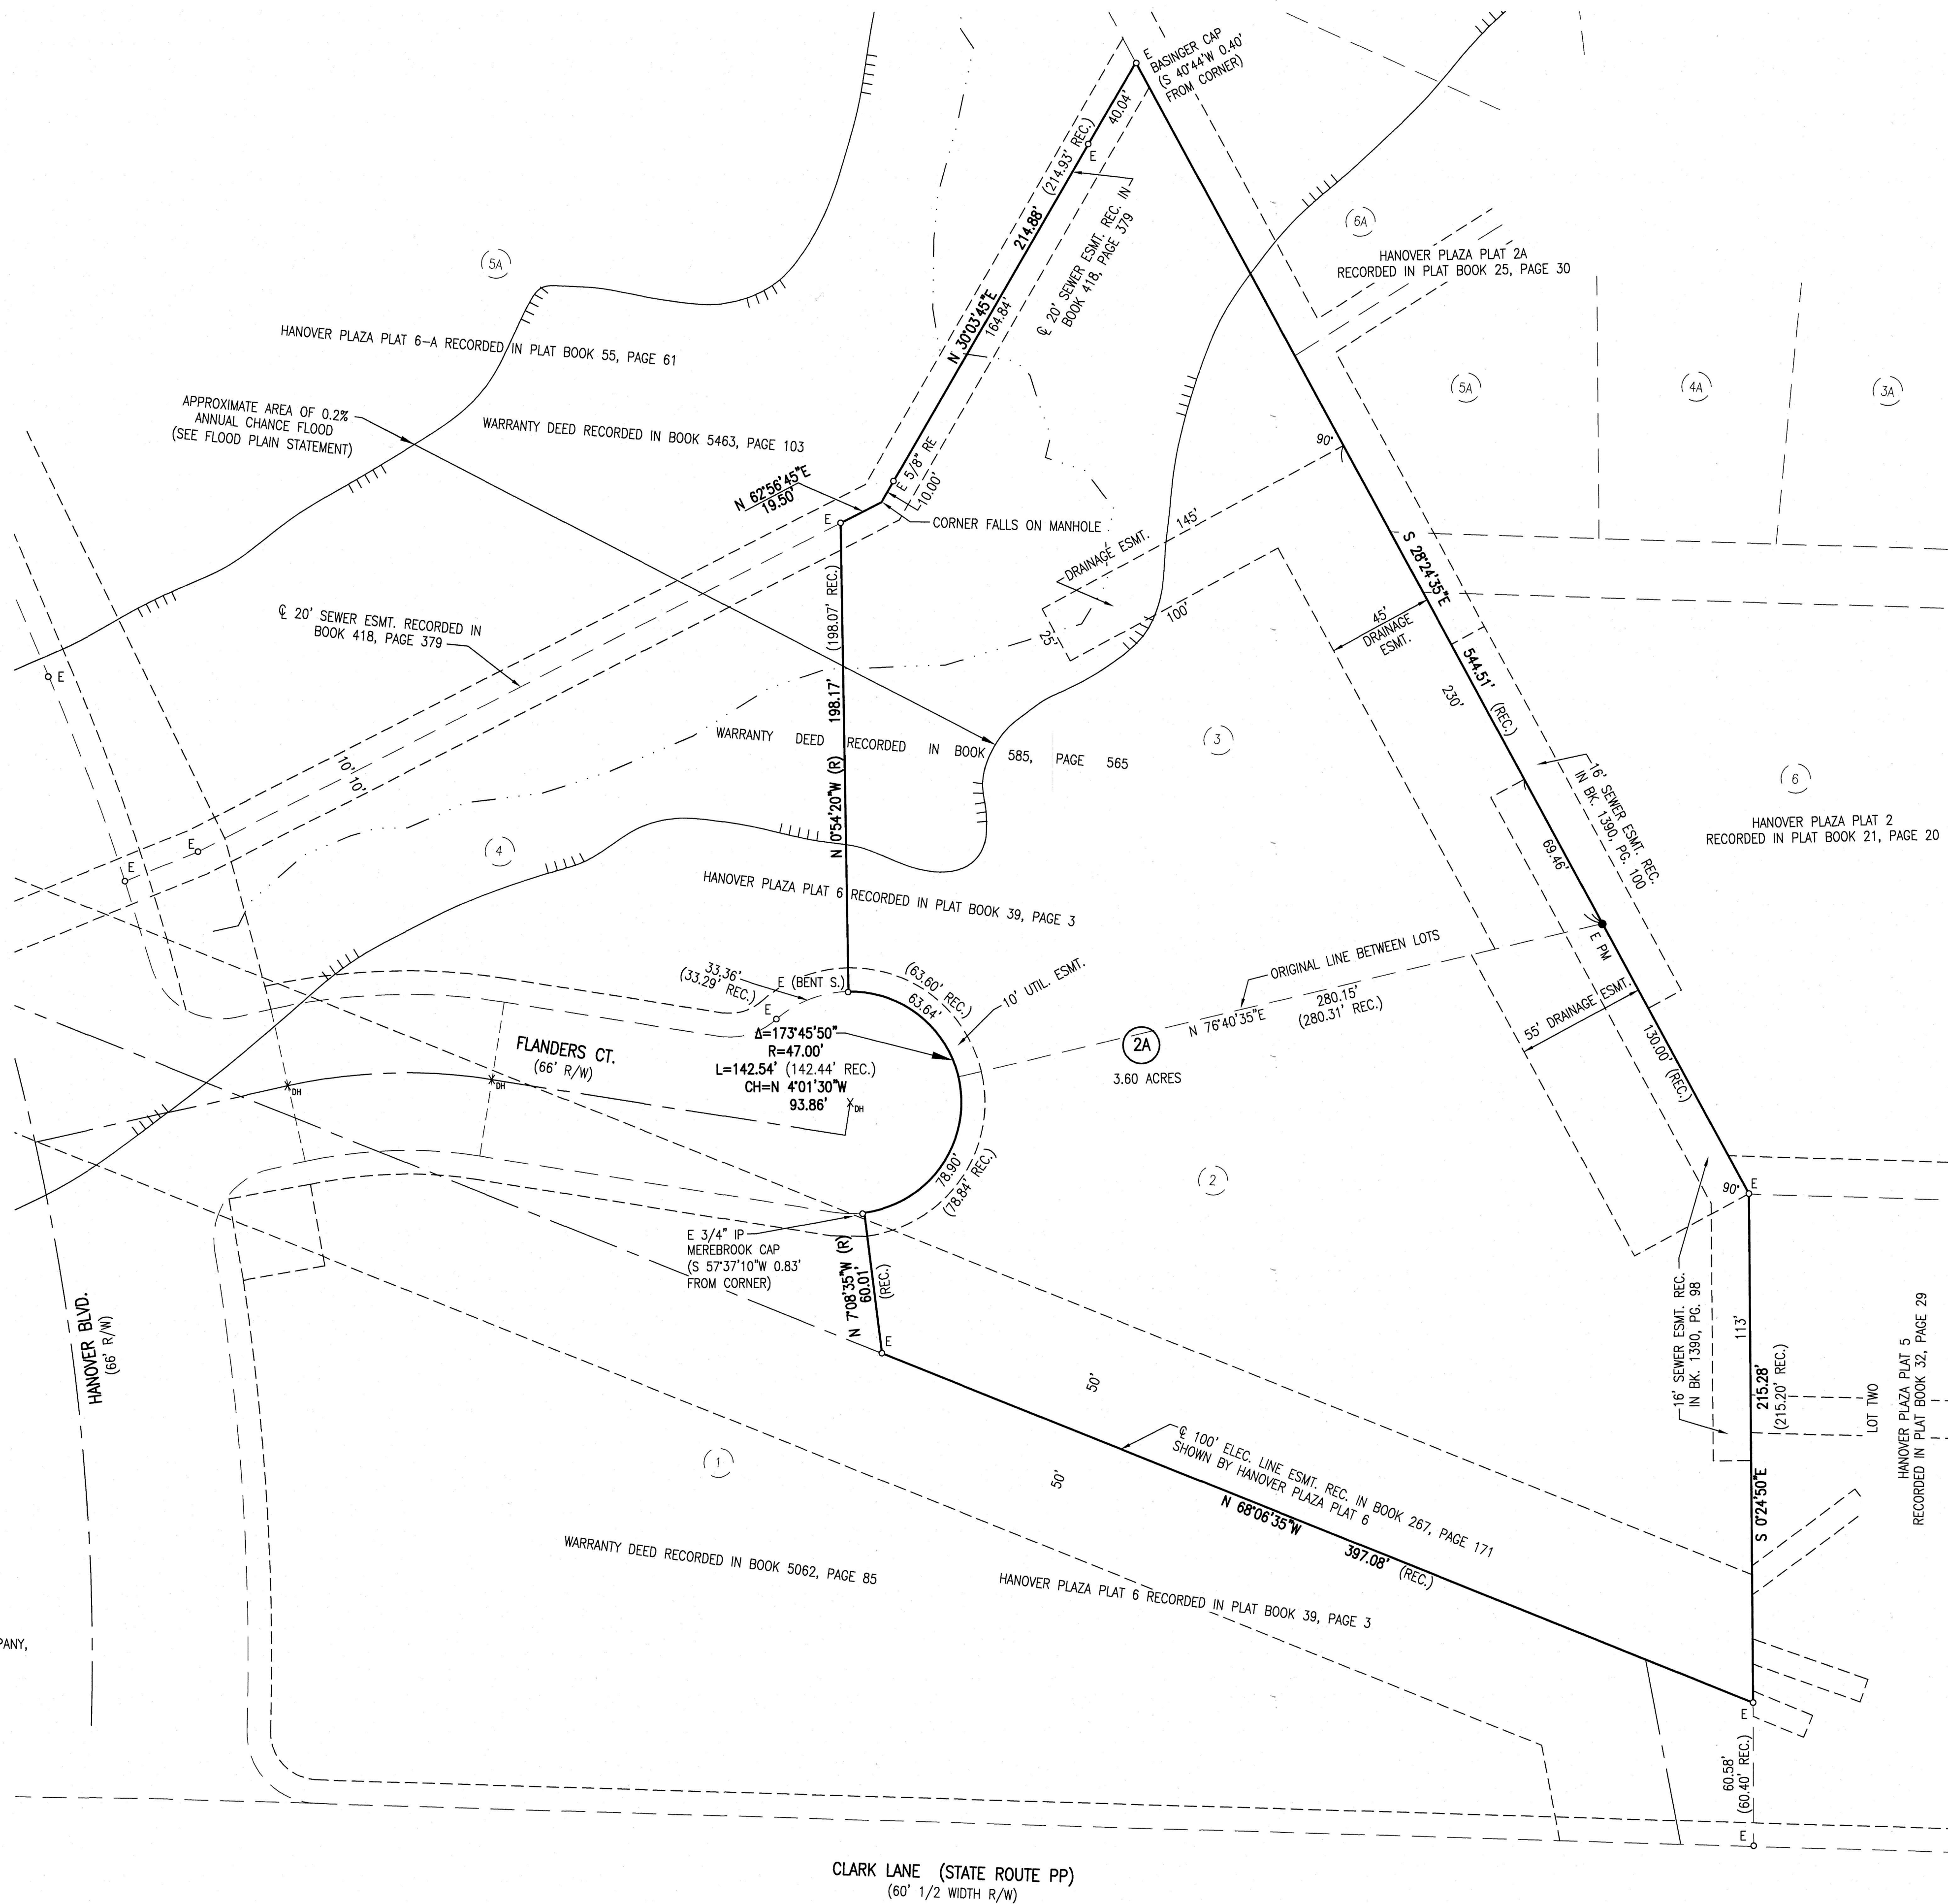 E
BASINGER CAP
(S 40°44'W 0.40'
FROM CORNER)
40.04'
E
214.88' (214.93' REC.)
N 30°03'45"E
164.84'
℄ 20' SEWER ESMT. REC. IN
BOOK 418, PAGE 379
5A
6A
HANOVER PLAZA PLAT 2A
RECORDED IN PLAT BOOK 25, PAGE 30
HANOVER PLAZA PLAT 6-A RECORDED IN PLAT BOOK 55, PAGE 61
5A
4A
3A
APPROXIMATE AREA OF 0.2%
ANNUAL CHANCE FLOOD
(SEE FLOOD PLAIN STATEMENT)
WARRANTY DEED RECORDED IN BOOK 5463, PAGE 103
90°
E 5/8" RE
10.00'
N 62°56'45"E
19.50'
E
CORNER FALLS ON MANHOLE
DRAINAGE ESMT.
145'
100'
25'
S 28°24'35"E
544.51' (REC.)
45'
DRAINAGE
ESMT.
230'
℄ 20' SEWER ESMT. RECORDED IN
BOOK 418, PAGE 379
E
N 0°54'20"W (R) 198.17' (198.07' REC.)
WARRANTY DEED RECORDED IN BOOK 585, PAGE 565
3
16' SEWER ESMT. REC.
IN BK. 1390, PG. 100
6
HANOVER PLAZA PLAT 2
RECORDED IN PLAT BOOK 21, PAGE 20
10' 10'
E
E
4
69.46'
HANOVER PLAZA PLAT 6 RECORDED IN PLAT BOOK 39, PAGE 3
E PM
ORIGINAL LINE BETWEEN LOTS
N 76°40'35"E
280.15'
(280.31' REC.)
33.36'
(33.29' REC.)
E (BENT S.)
E
(63.60' REC.)
63.64'
10' UTIL. ESMT.
55' DRAINAGE ESMT.
130.00' (REC.)
FLANDERS CT.
(66' R/W)
Δ=173°45'50"
R=47.00'
L=142.54' (142.44' REC.)
CH=N 4°01'30"W
93.86'
DH
DH
DH
2A
3.60 ACRES
78.90'
(78.84' REC.)
2
90°
E
E 3/4" IP
MEREBROOK CAP
(S 57°37'10"W 0.83'
FROM CORNER)
N 7°08'35"W (R)
60.01'
(REC.)
E
HANOVER BLVD.
(66' R/W)
16' SEWER ESMT. REC.
IN BK. 1390, PG. 98
113'
215.28'
(215.20' REC.)
S 0°24'50"E
LOT TWO
HANOVER PLAZA PLAT 5
RECORDED IN PLAT BOOK 32, PAGE 29
50'
50'
1
℄ 100' ELEC. LINE ESMT. REC. IN BOOK 267, PAGE 171
SHOWN BY HANOVER PLAZA PLAT 6
N 68°06'35"W
397.08' (REC.)
WARRANTY DEED RECORDED IN BOOK 5062, PAGE 85
HANOVER PLAZA PLAT 6 RECORDED IN PLAT BOOK 39, PAGE 3
PANY,
E
60.58'
(60.40' REC.)
E
CLARK LANE (STATE ROUTE PP)
(60' 1/2 WIDTH R/W)